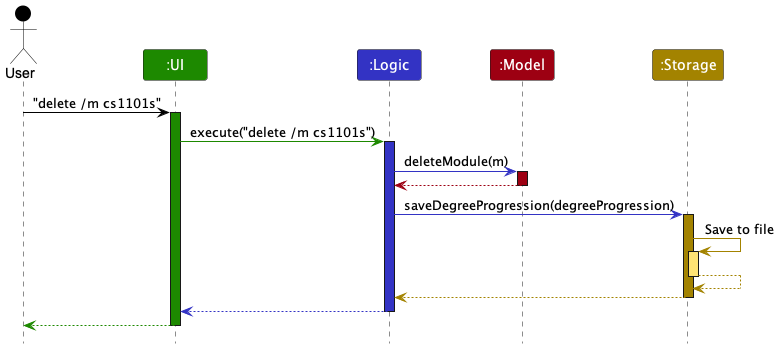 User
:UI
:Logic
:Model
:Storage
"delete /m cs1101s"
execute("delete /m cs1101s")
deleteModule(m)
saveDegreeProgression(degreeProgression)
Save to file